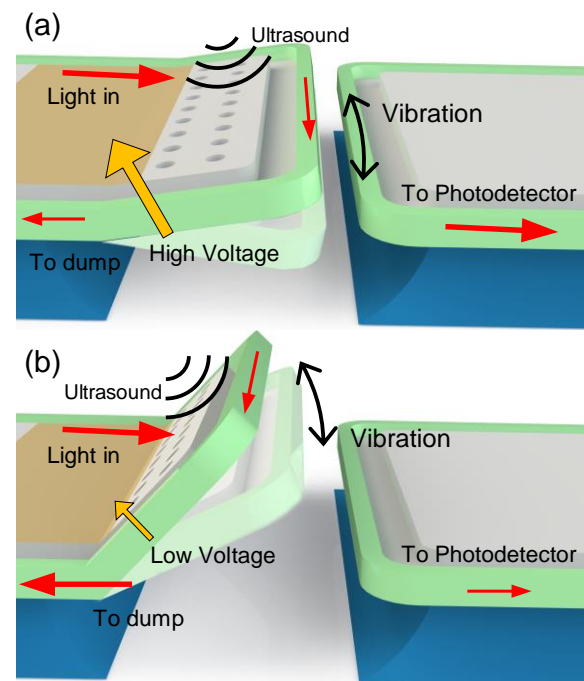 (a)
Ultrasound
Light in
Vibration
To Photodetector
To dump
High Voltage
(b)
Ultrasound
Light in
Vibration
Low Voltage
To Photodetector
To dump